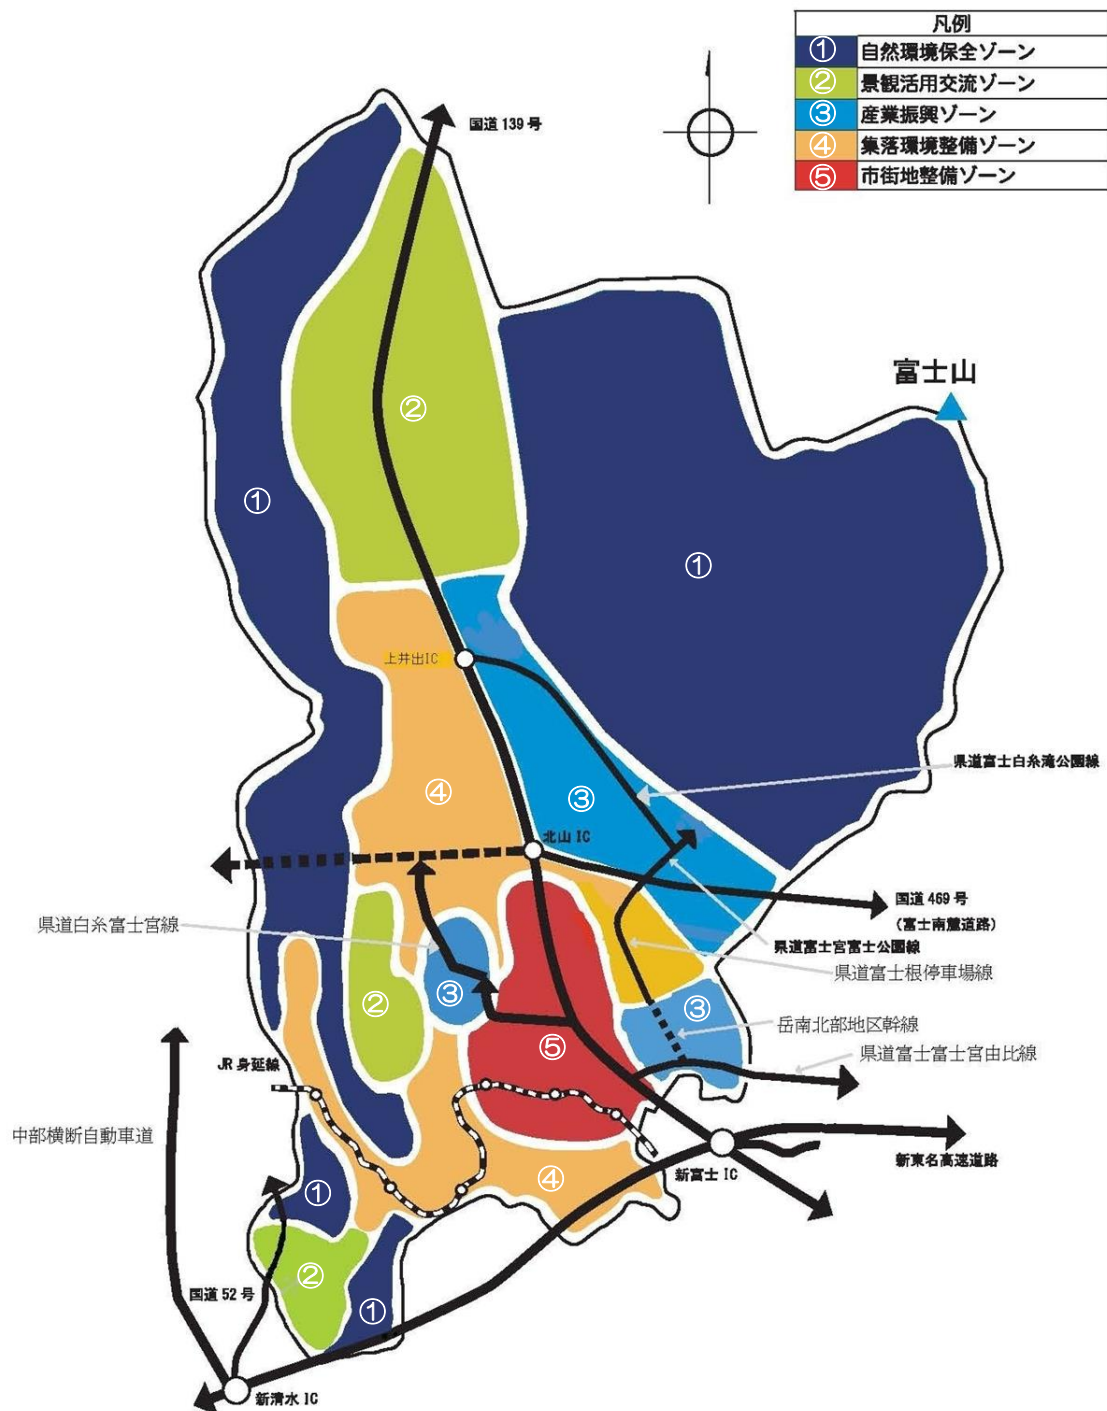 凡例
① 自然環境保全ゾーン
② 景観活用交流ゾーン
③ 産業振興ゾーン
④ 集落環境整備ゾーン
⑤ 市街地整備ゾーン
国道 139 号
富士山
②
①
①
上井出IC
県道富士白糸滝公園線
④
③
北山 IC
国道 469 号
(富士南麓道路)
県道白糸富士宮線
県道富士宮富士公園線
県道富士根停車場線
②
③
③
岳南北部地区幹線
⑤
県道富士富士宮由比線
JR 身延線
中部横断自動車道
新東名高速道路
新富士 IC
④
①
②
国道 52 号
①
新清水 IC